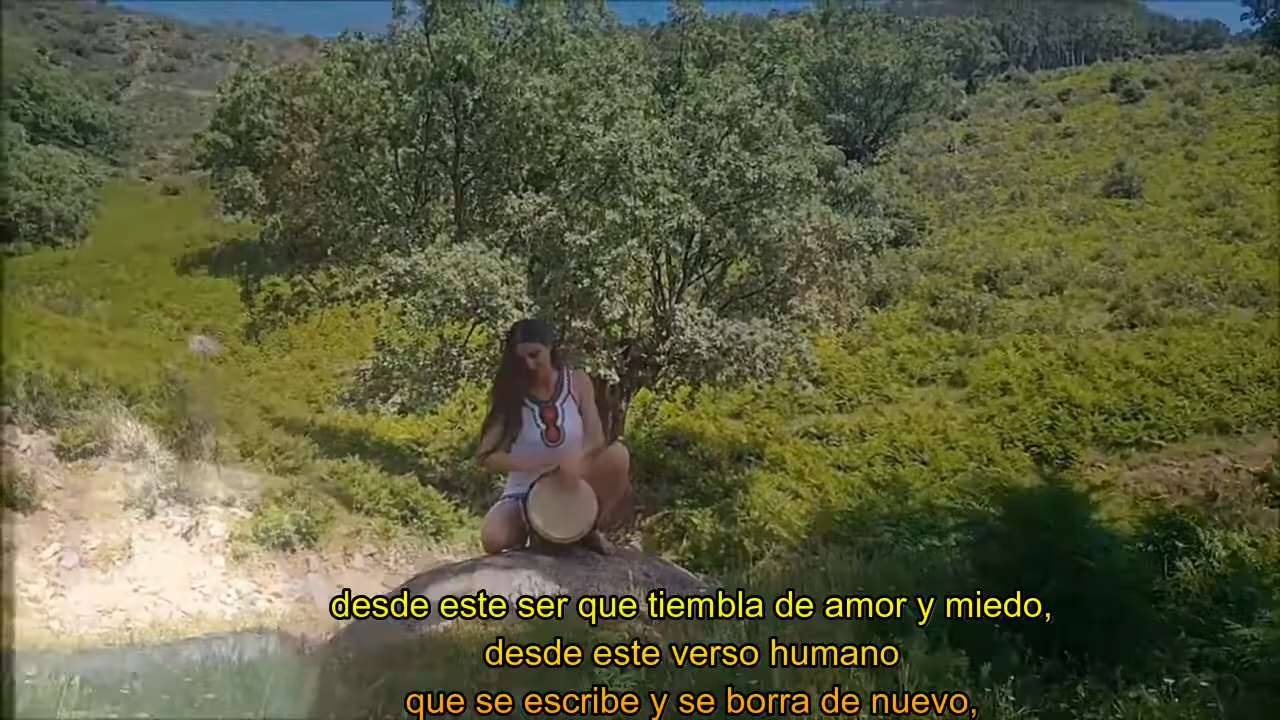 desde este ser que tiembla de amor y miedo,
desde este verso humano
que se escribe y se borra de nuevo,